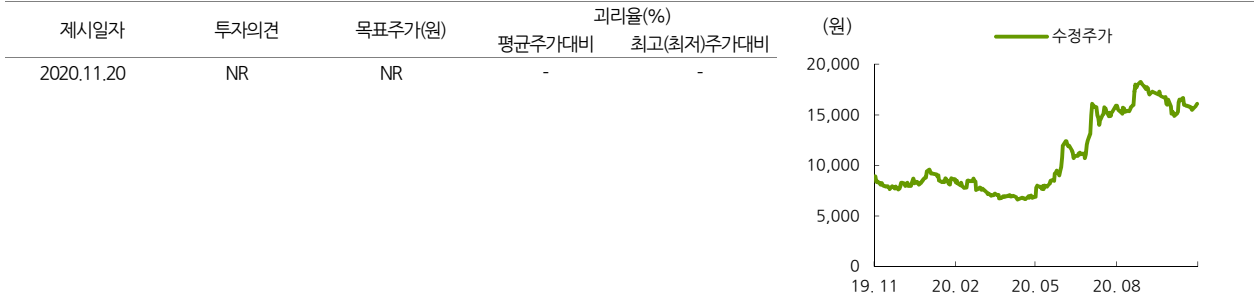 제시일자 투자의견 목표주가(원) 괴리율(%)
평균주가대비 최고(최저)주가대비
2020.11.20 NR NR - -
(원)
수정주가
20,000
15,000
10,000
5,000
0
19. 11 20. 02 20. 05 20. 08